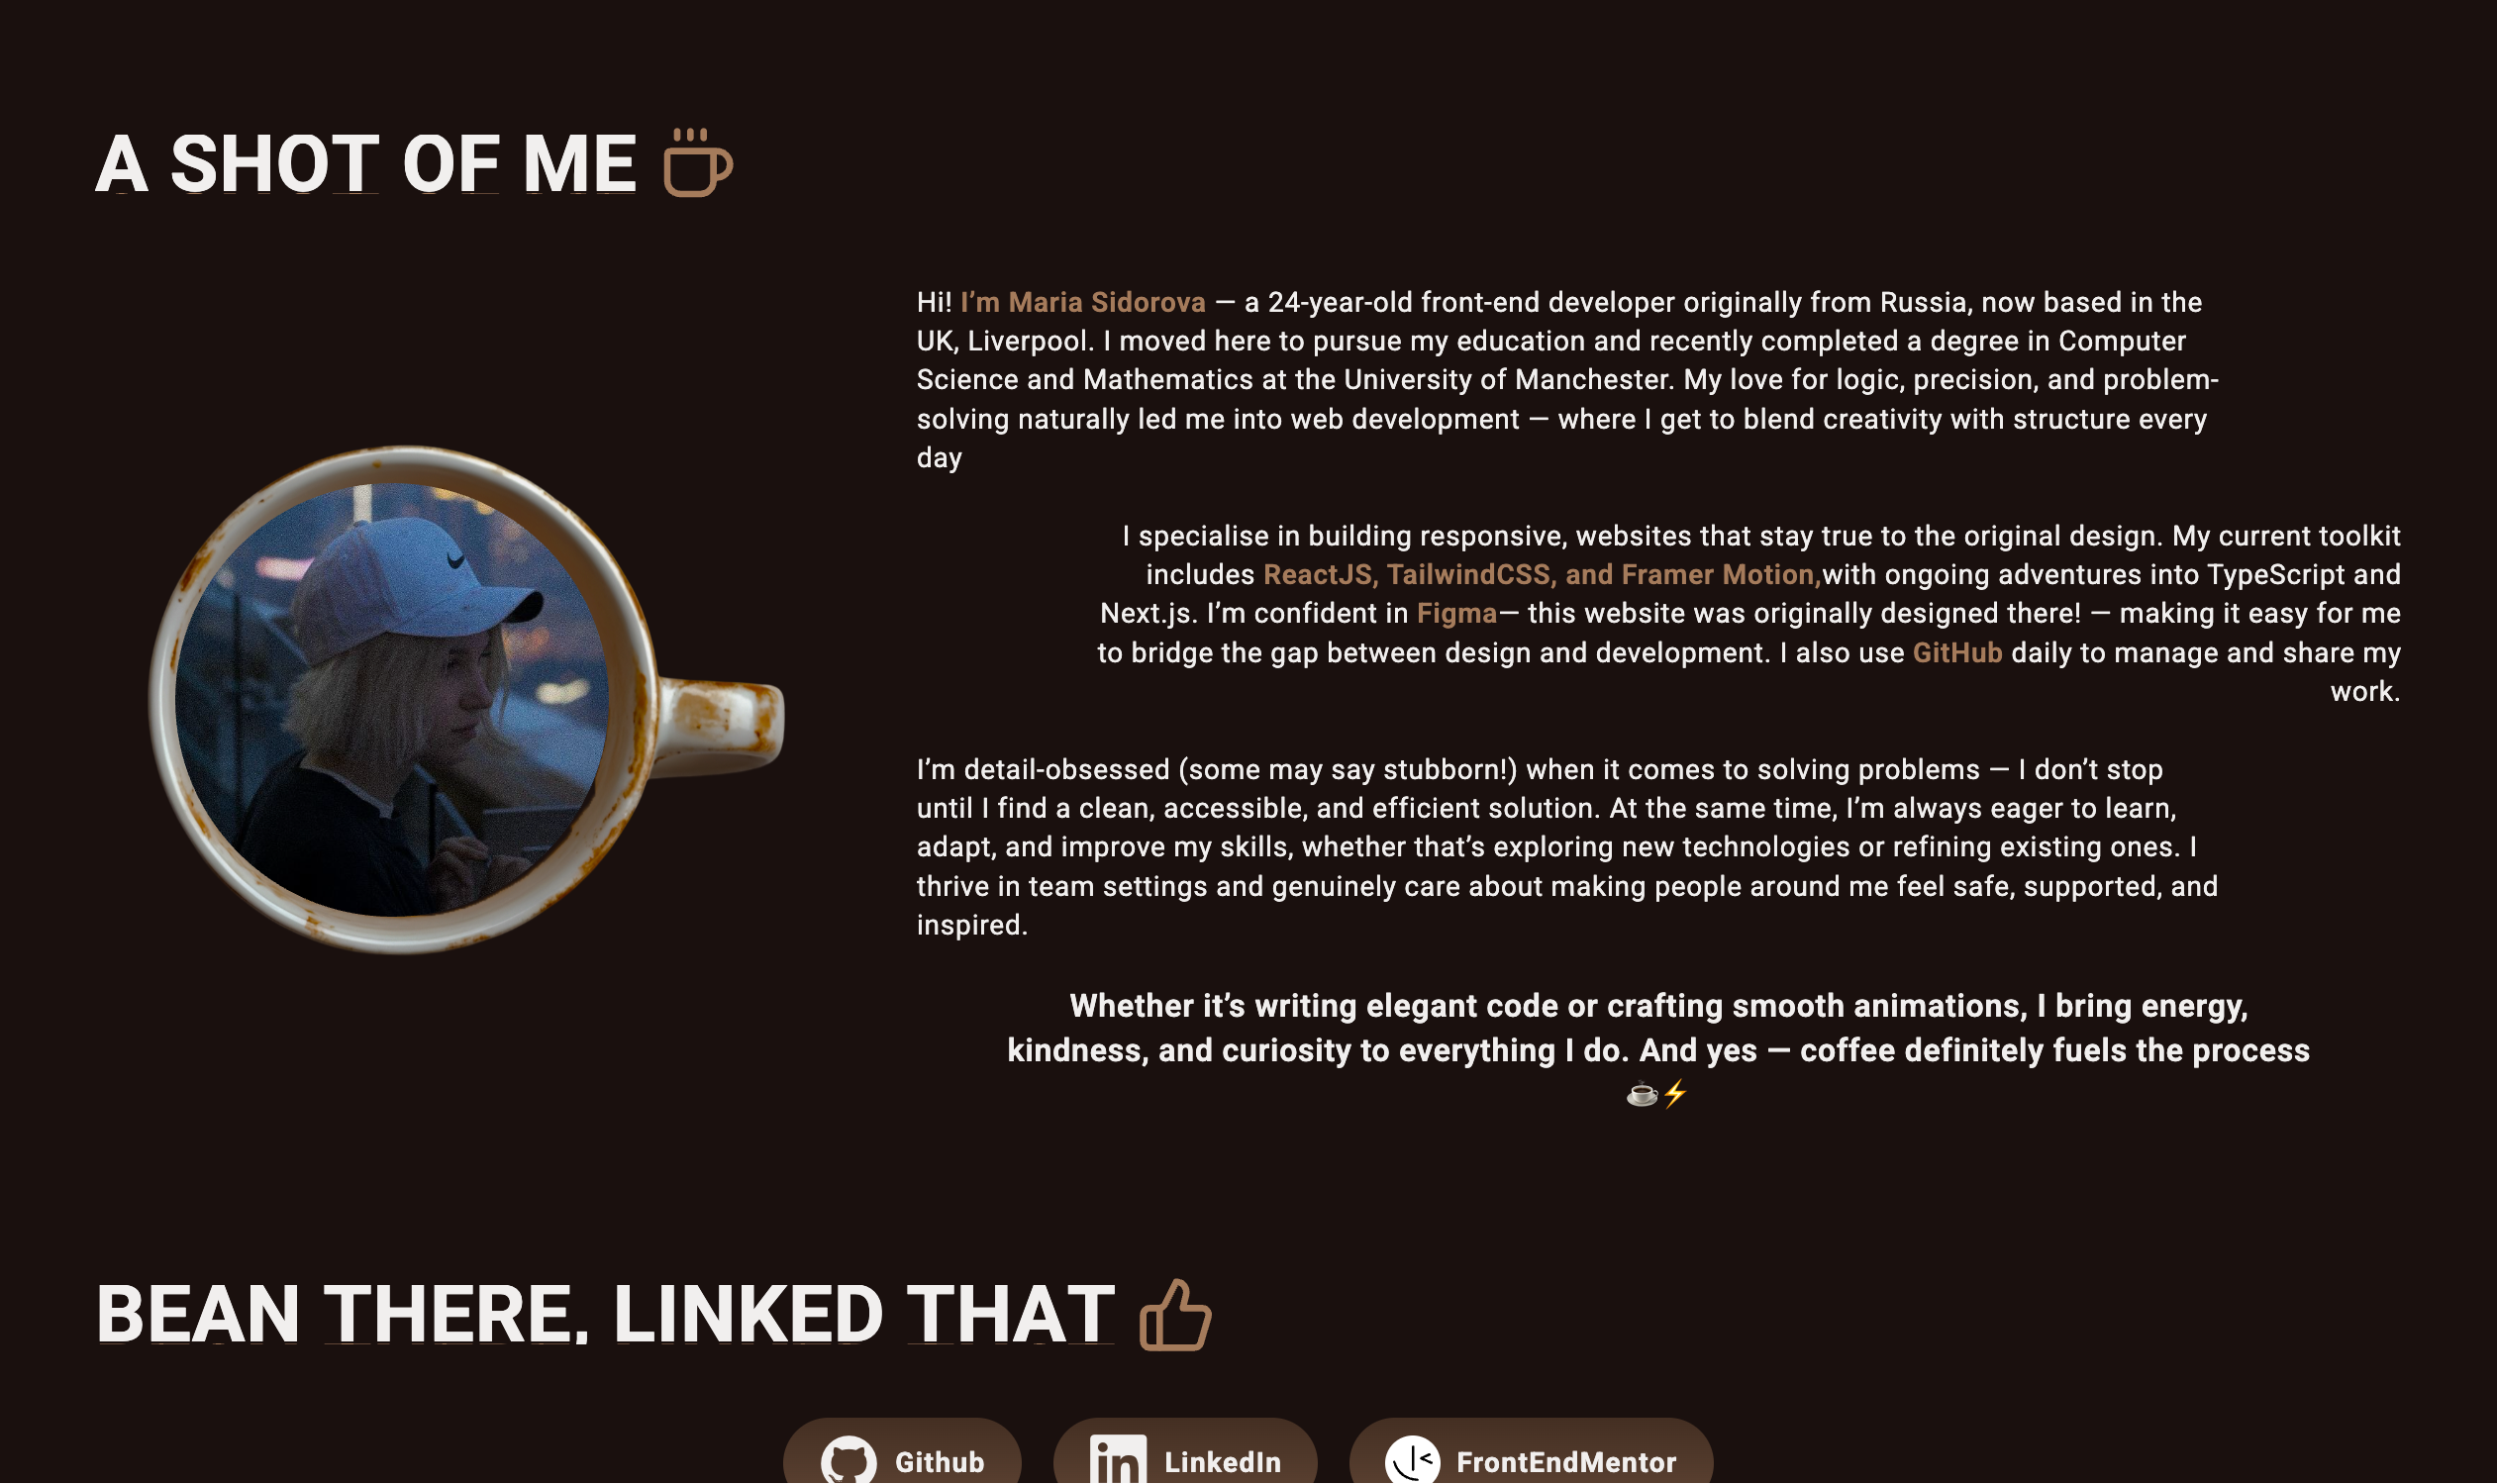 A SHOT OF ME
Hi! I’m Maria Sidorova — a 24-year-old front-end developer originally from Russia, now based in the
UK, Liverpool. I moved here to pursue my education and recently completed a degree in Computer
Science and Mathematics at the University of Manchester. My love for logic, precision, and problem-
solving naturally led me into web development — where I get to blend creativity with structure every
day
I specialise in building responsive, websites that stay true to the original design. My current toolkit
includes ReactJS, TailwindCSS, and Framer Motion,with ongoing adventures into TypeScript and
Next.js. I’m confident in Figma— this website was originally designed there! — making it easy for me
to bridge the gap between design and development. I also use GitHub daily to manage and share my
work.
I’m detail-obsessed (some may say stubborn!) when it comes to solving problems — I don’t stop
until I find a clean, accessible, and efficient solution. At the same time, I’m always eager to learn,
adapt, and improve my skills, whether that’s exploring new technologies or refining existing ones. I
thrive in team settings and genuinely care about making people around me feel safe, supported, and
inspired.
Whether it’s writing elegant code or crafting smooth animations, I bring energy,
kindness, and curiosity to everything I do. And yes — coffee definitely fuels the process
☕⚡
BEAN THERE, LINKED THAT
Github
in LinkedIn
FrontEndMentor